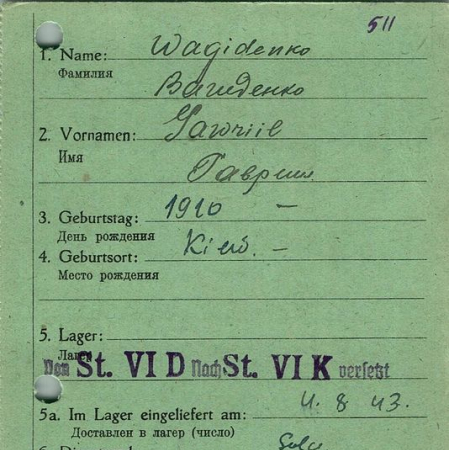 511
1. Name: Wagidenko
Фамилия
Вагиденко
2. Vornamen: Gawriil
Имя
Гавриил
3. Geburtstag: 1910 —
День рождения
4. Geburtsort: Kiew. —
Место рождения
5. Lager:
Лагерь
Von St. VI D Nach St. VI K versetzt
5a. Im Lager eingeliefert am: 4. 8 43.
Доставлен в лагерь (число)